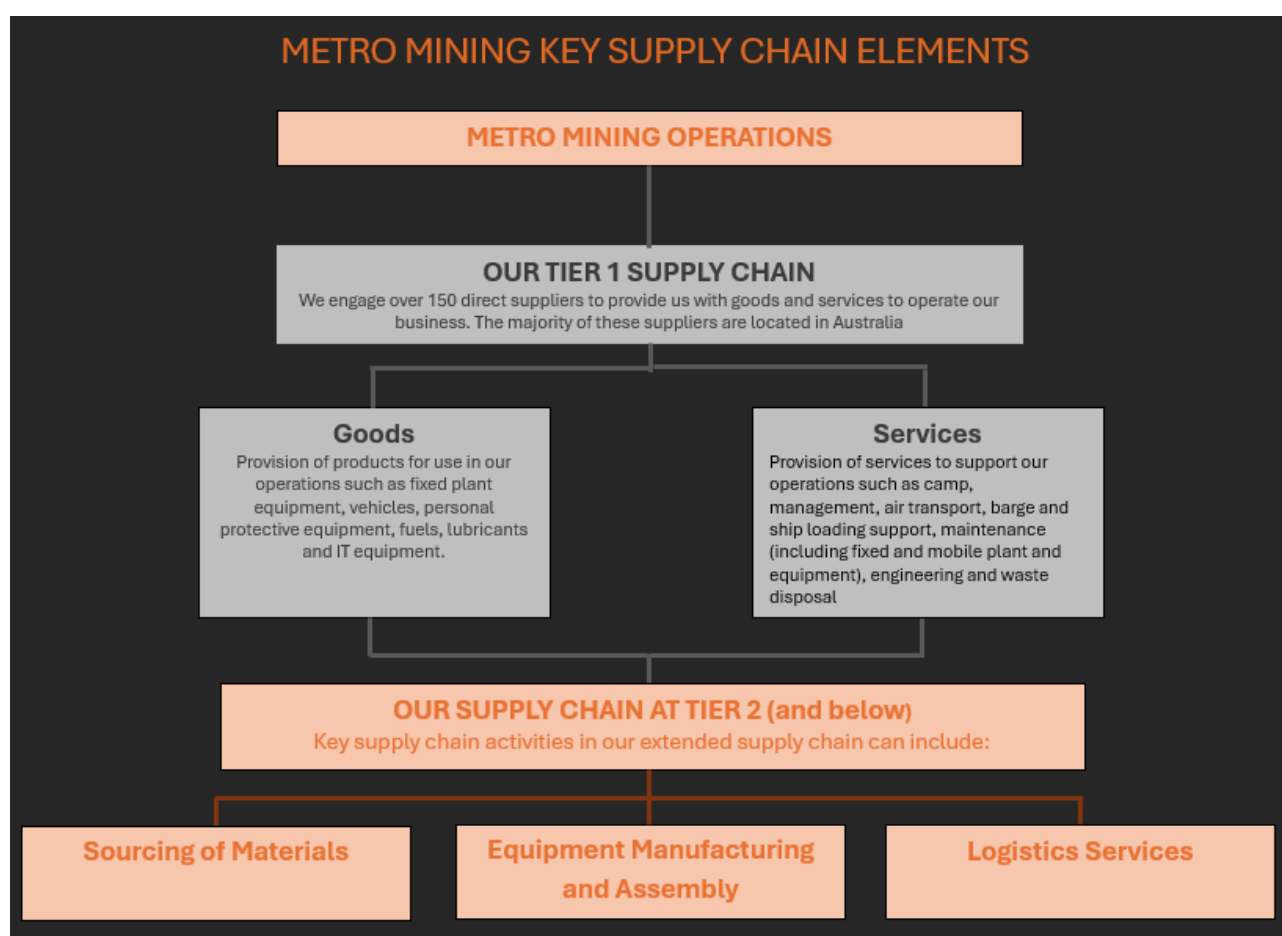 METRO MINING KEY SUPPLY CHAIN ELEMENTS
METRO MINING OPERATIONS
OUR TIER 1 SUPPLY CHAIN
We engage over 150 direct suppliers to provide us with goods and services to operate our
business. The majority of these suppliers are located in Australia
Goods
Provision of products for use in our
operations such as fixed plant
equipment, vehicles, personal
protective equipment, fuels, lubricants
and IT equipment.
Services
Provision of services to support our
operations such as camp,
management, air transport, barge and
ship loading support, maintenance
(including fixed and mobile plant and
equipment), engineering and waste
disposal
OUR SUPPLY CHAIN AT TIER 2 (and below)
Key supply chain activities in our extended supply chain can include:
Sourcing of Materials
Equipment Manufacturing
and Assembly
Logistics Services